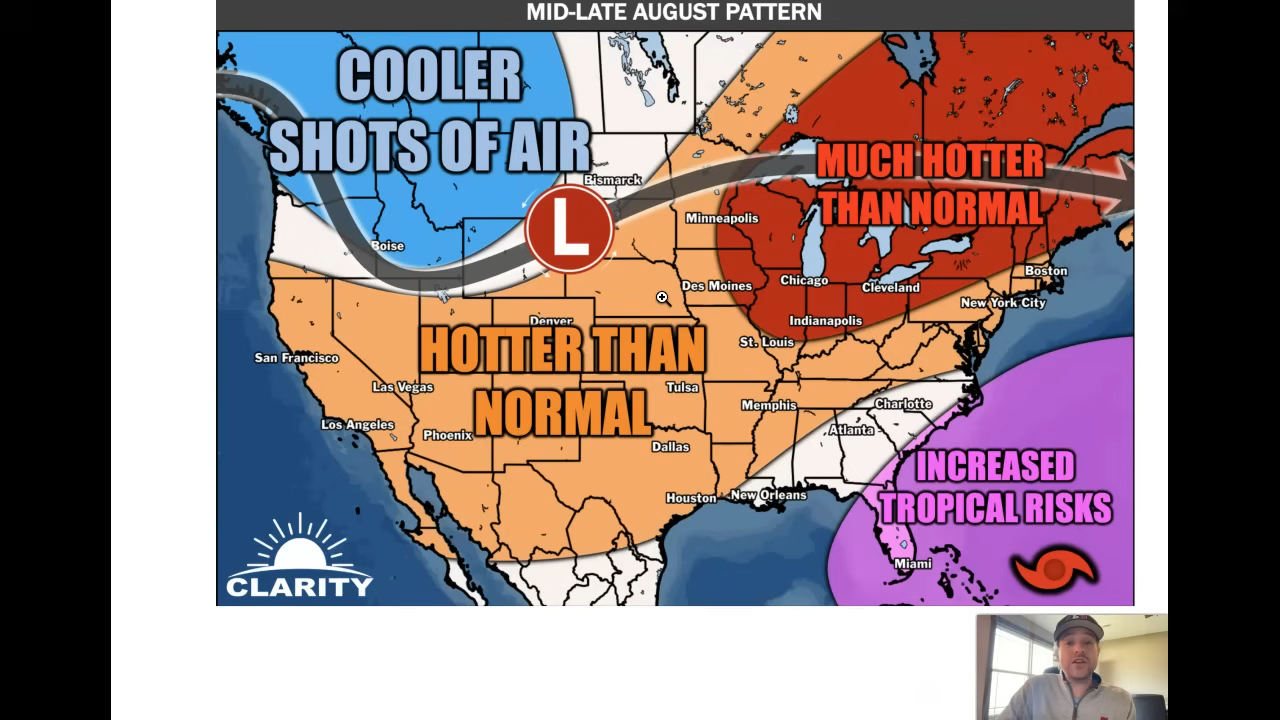 MID-LATE AUGUST PATTERN
COOLER
SHOTS OF AIR
MUCH HOTTER
THAN NORMAL
Bismarck
L
Minneapolis
Boise
Des Moines
Chicago
Cleveland
Boston
New York City
Denver
Indianapolis
St. Louis
HOTTER THAN
NORMAL
San Francisco
Las Vegas
Tulsa
Memphis
Charlotte
Los Angeles
Phoenix
Dallas
Atlanta
INCREASED
TROPICAL RISKS
Houston
New Orleans
Miami
CLARITY